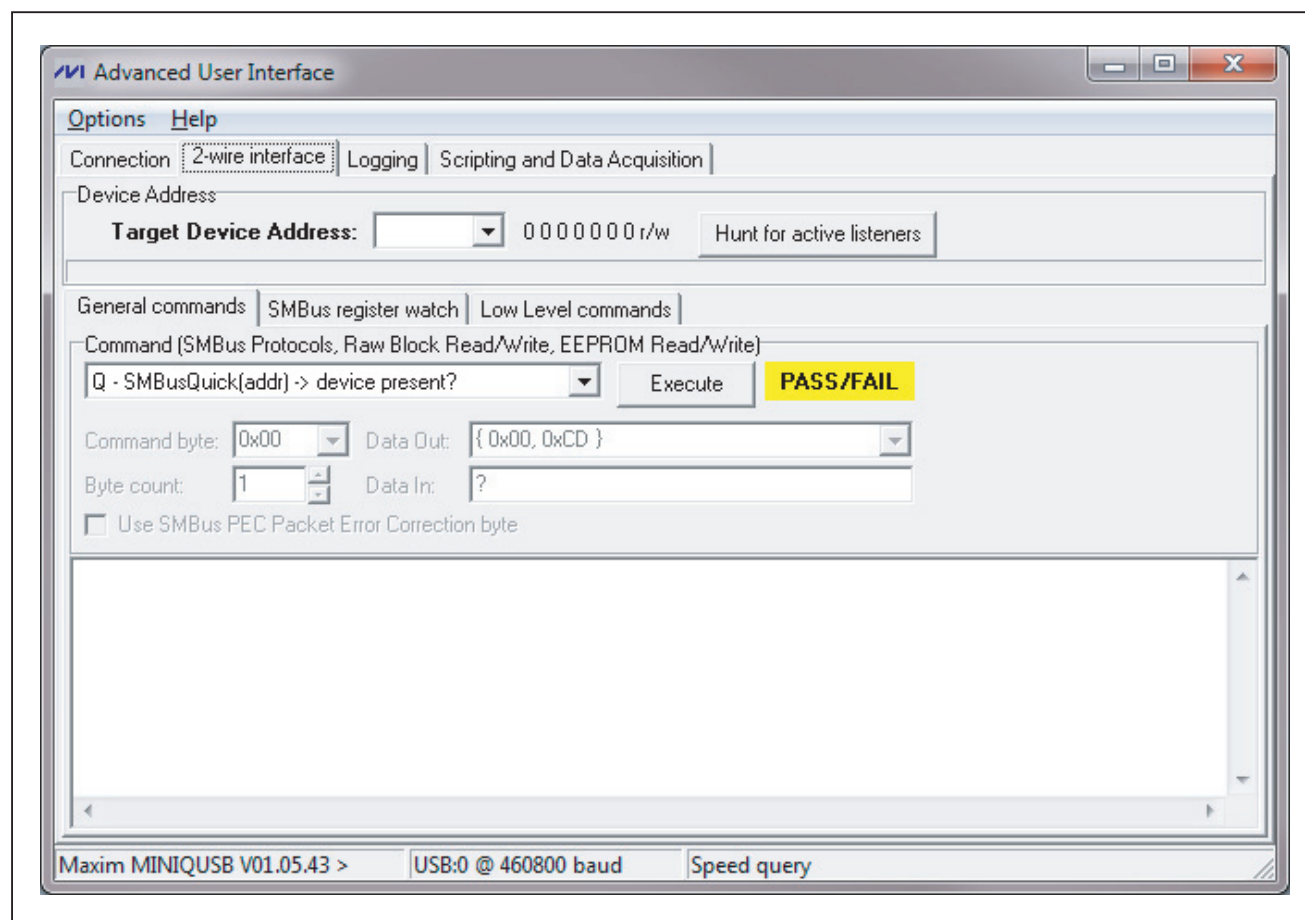 Advanced User Interface
Options Help
Connection 2-wire interface Logging Scripting and Data Acquisition
Device Address
Target Device Address: 0 0 0 0 0 0 0 r/w Hunt for active listeners
General commands SMBus register watch Low Level commands
Command (SMBus Protocols, Raw Block Read/Write, EEPROM Read/Write)
Q - SMBusQuick(addr) -> device present? Execute PASS/FAIL
Command byte: 0x00 Data Out: { 0x00, 0xCD }
Byte count: 1 Data In: ?
Use SMBus PEC Packet Error Correction byte
Maxim MINIQUSB V01.05.43 > USB:0 @ 460800 baud Speed query